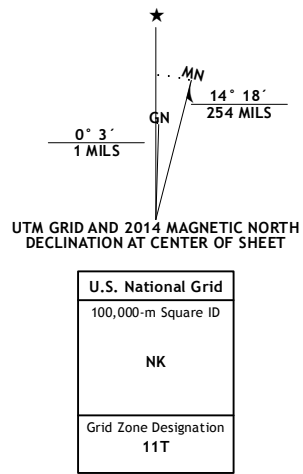 ★
MN
GN
14° 18´
254 MILS
0° 3´
1 MILS
UTM GRID AND 2014 MAGNETIC NORTH
DECLINATION AT CENTER OF SHEET
U.S. National Grid
100,000-m Square ID
NK
Grid Zone Designation
11T